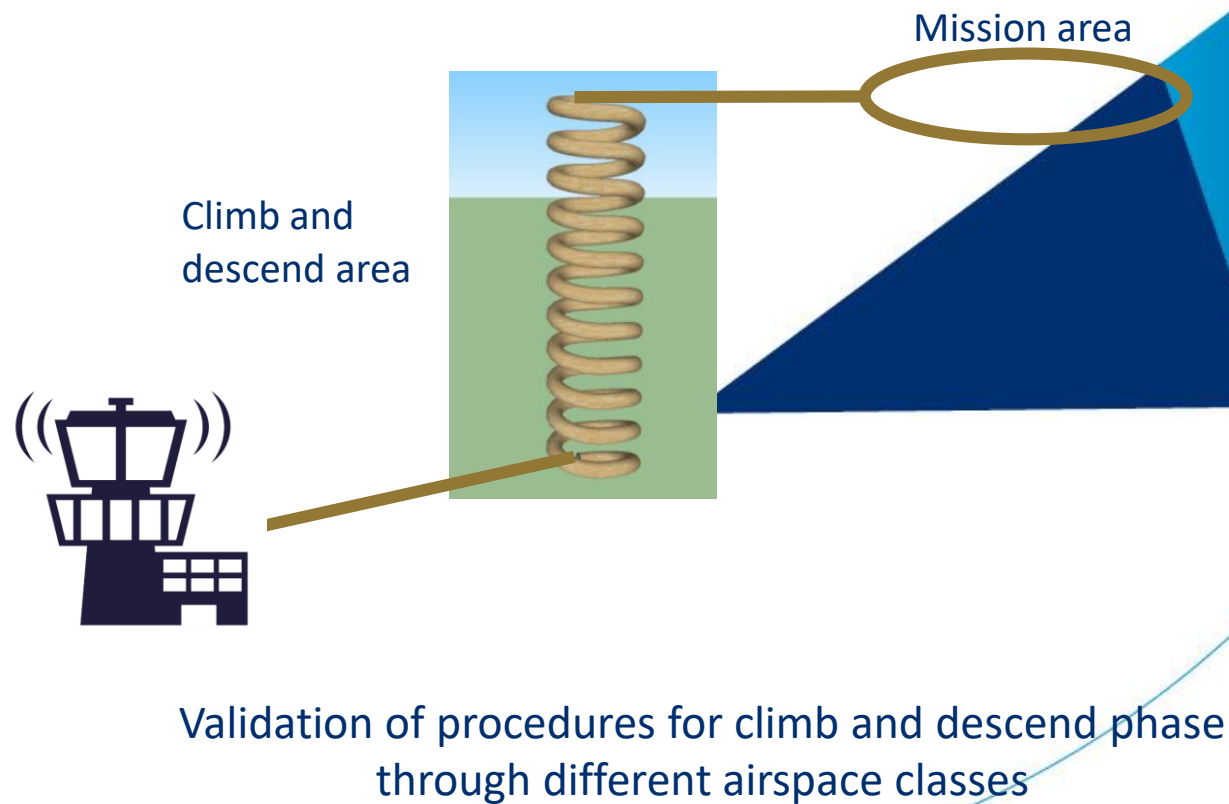 Mission area
Climb and
descend area
Validation of procedures for climb and descend phase
through different airspace classes